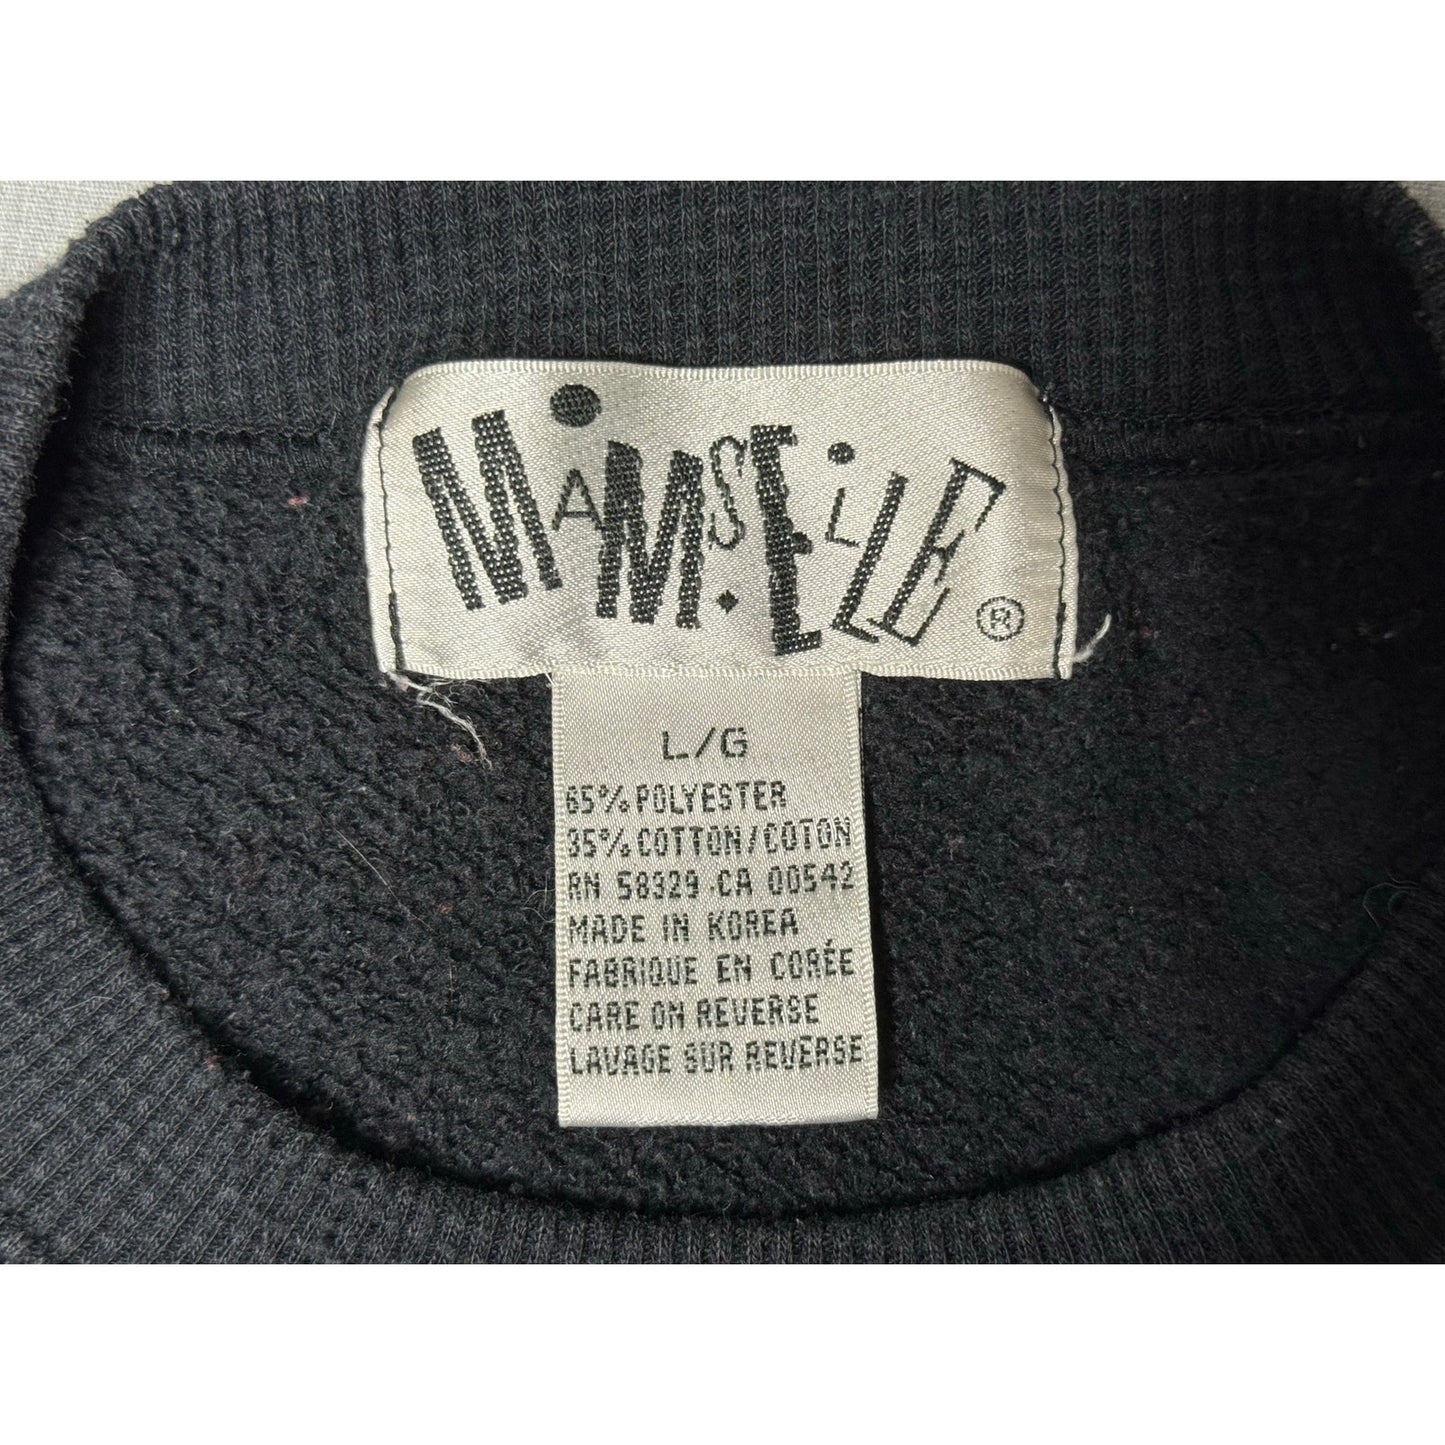 MAMSELLE ®
L/G
65% POLYESTER
35% COTTON/COTON
RN 58329 CA 00542
MADE IN KOREA
FABRIQUE EN CORÉE
CARE ON REVERSE
LAVAGE SUR REVERSE